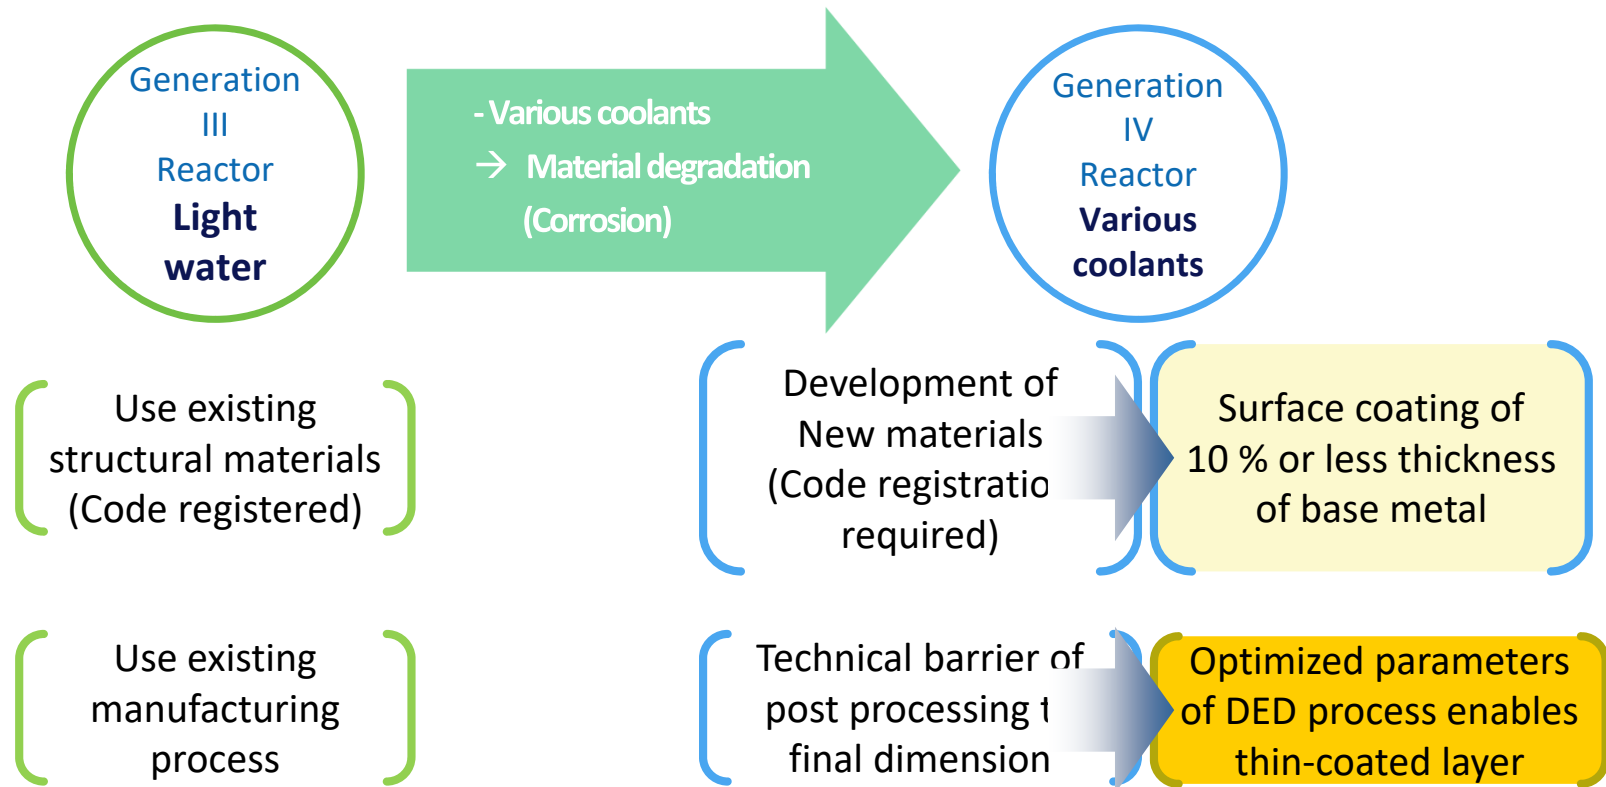 Generation
III
Reactor
Light
water
- Various coolants
→ Material degradation
(Corrosion)
Generation
IV
Reactor
Various
coolants
Use existing
structural materials
(Code registered)
Development of
New materials
(Code registratio
required)
Surface coating of
10 % or less thickness
of base metal
Use existing
manufacturing
process
Technical barrier of
post processing t
final dimension
Optimized parameters
of DED process enables
thin-coated layer